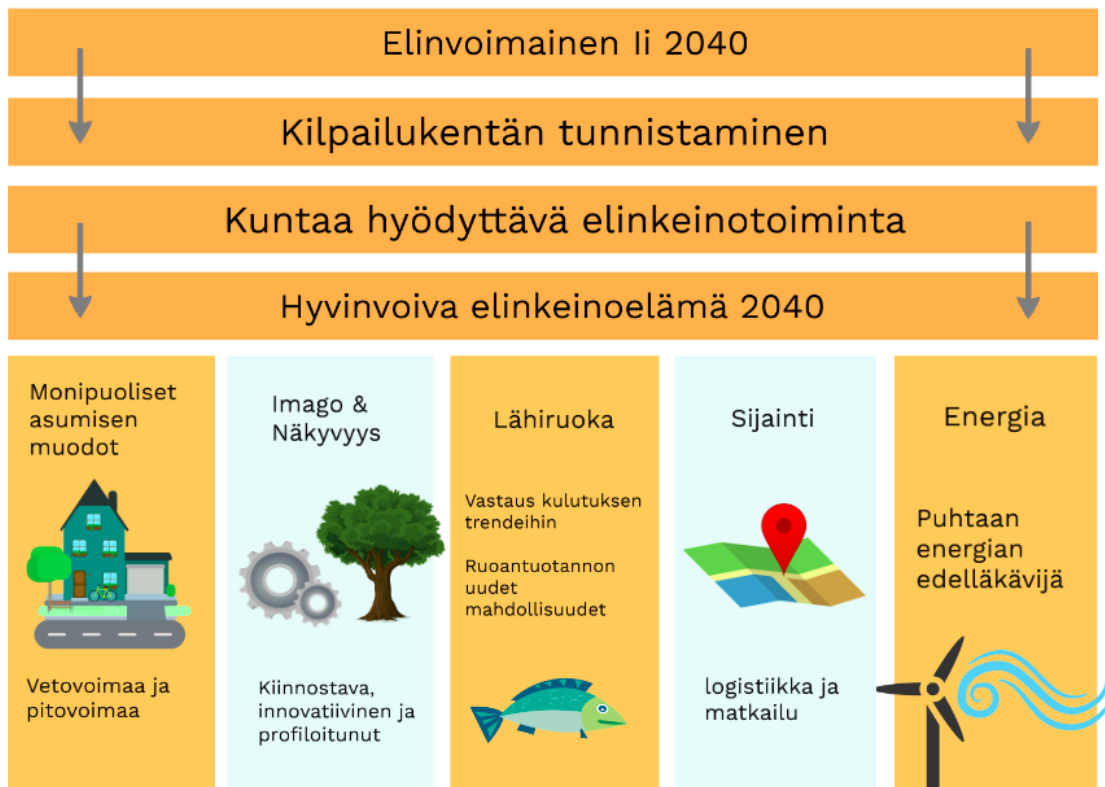 Elinvoimainen Ii 2040
Kilpailukentän tunnistaminen
Kuntaa hyödyttävä elinkeinotoiminta
Hyvinvoiva elinkeinoelämä 2040
Monipuoliset
asumisen
muodot
Vetovoimaa ja
pitovoimaa
Imago &
Näkyvyys
Kiinnostava,
innovatiivinen ja
profiloitunut
Lähiruoka
Vastaus kulutuksen
trendeihin
Ruoantuotannon
uudet
mahdollisuudet
Sijainti
logistiikka ja
matkailu
Energia
Puhtaan
energian
edelläkävijä